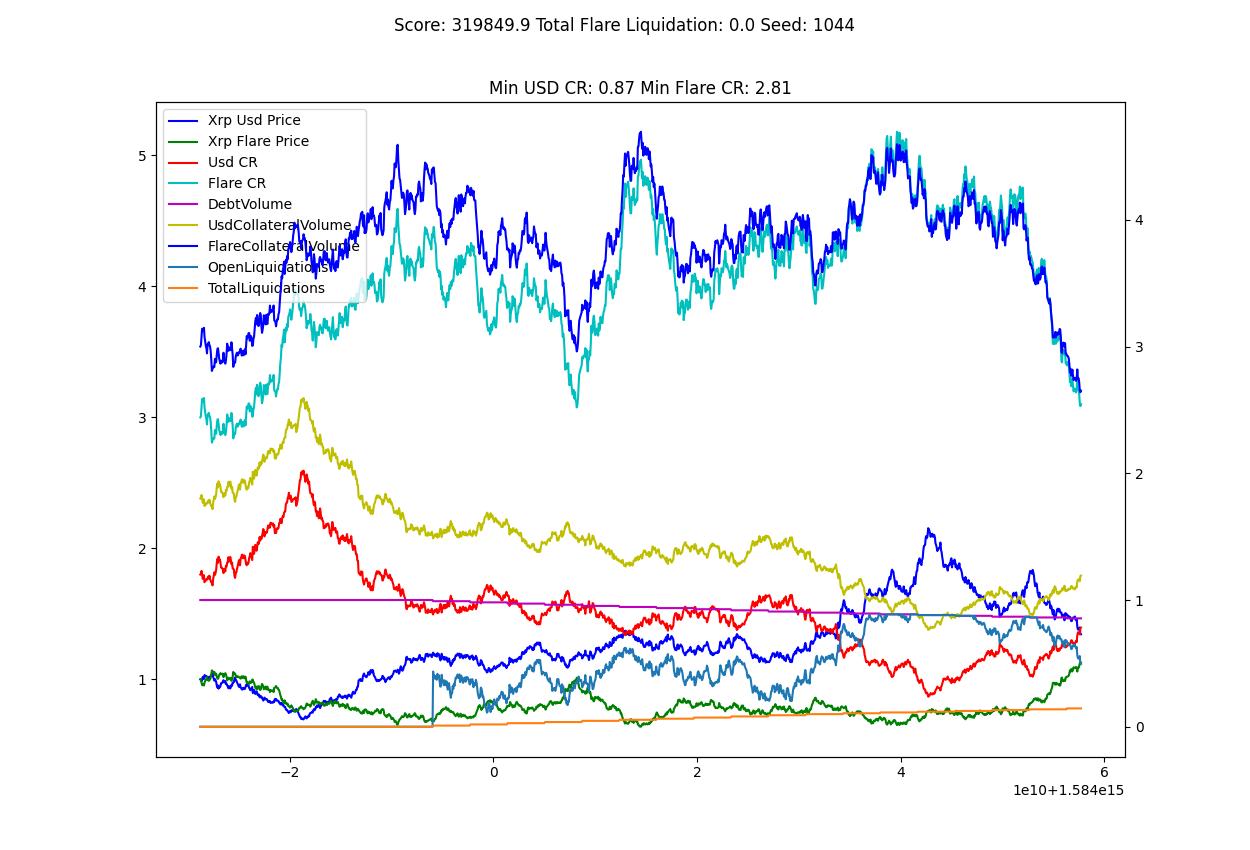 Score: 319849.9 Total Flare Liquidation: 0.0 Seed: 1044
Min USD CR: 0.87 Min Flare CR: 2.81
Xrp Usd Price
Xrp Flare Price
Usd CR
Flare CR
DebtVolume
UsdCollateralVolume
FlareCollateralVolume
OpenLiquidations
TotalLiquidations
5
4
3
2
1
4
3
2
1
0
−2 0 2 4 6
1e10+1.584e15